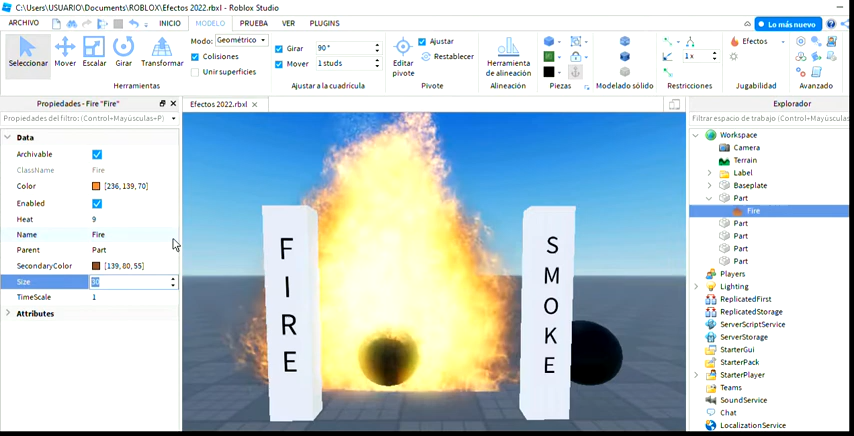 C:\Users\USUARIO\Documents\ROBLOX\Efectos 2022.rbxl - Roblox Studio
ARCHIVO
INICIO
MODELO
PRUEBA
VER
PLUGINS
Lo más nuevo
Seleccionar
Mover
Escalar
Girar
Transformar
Modo:
Geométrico
Colisiones
Unir superficies
Herramientas
Girar
90°
Mover
1 studs
Ajustar a la cuadrícula
Editar pivote
Ajustar
Restablecer
Pivote
Herramienta de alineación
Alineación
Piezas
Modelado sólido
1x
Restricciones
Efectos
Jugabilidad
Avanzado
Propiedades - Fire "Fire"
Propiedades del filtro: (Control+Mayúsculas+P)
Data
Archivable
ClassName Fire
Color [236, 139, 70]
Enabled
Heat 9
Name Fire
Parent Part
SecondaryColor [139, 80, 55]
Size 30
TimeScale 1
Attributes
Efectos 2022.rbxl
FIRE
SMOKE
Explorador
Filtrar espacio de trabajo (Control+Mayúsculas+
Workspace
Camera
Terrain
Label
Baseplate
Part
Fire
Part
Part
Part
Part
Players
Lighting
ReplicatedFirst
ReplicatedStorage
ServerScriptService
ServerStorage
StarterGui
StarterPack
StarterPlayer
Teams
SoundService
Chat
LocalizationService